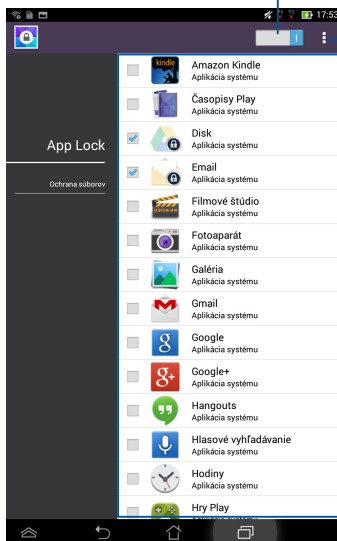 17:53
App Lock
Ochrana súborov
kindle
Amazon Kindle
Aplikácia systému
Časopisy Play
Aplikácia systému
Disk
Aplikácia systému
Email
Aplikácia systému
Filmové štúdio
Aplikácia systému
Fotoaparát
Aplikácia systému
Galéria
Aplikácia systému
Gmail
Aplikácia systému
Google
Aplikácia systému
Google+
Aplikácia systému
Hangouts
Aplikácia systému
Hlasové vyhľadávanie
Aplikácia systému
Hodiny
Aplikácia systému
Hry Play